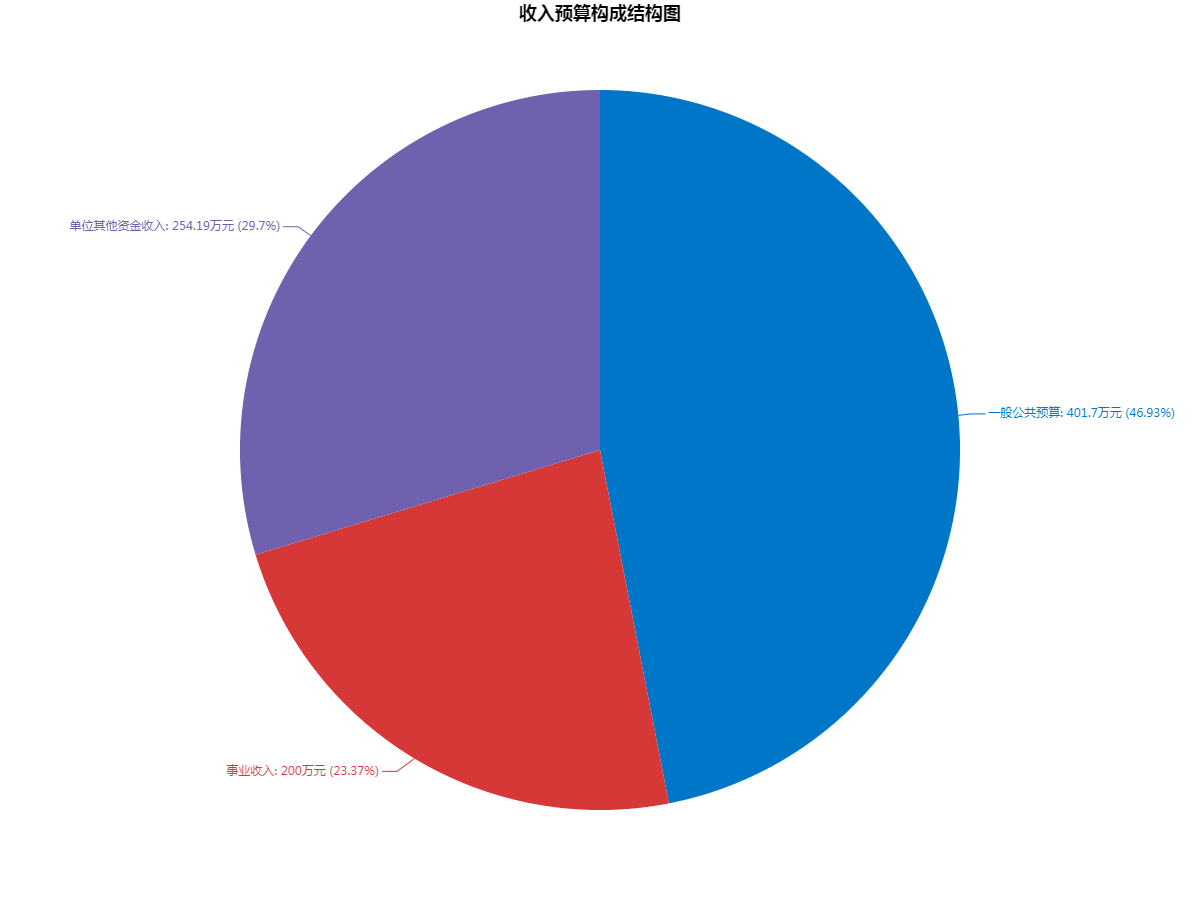 收入预算构成结构图
单位其他资金收入: 254.19万元 (29.7%)
一般公共预算: 401.7万元 (46.93%)
事业收入: 200万元 (23.37%)